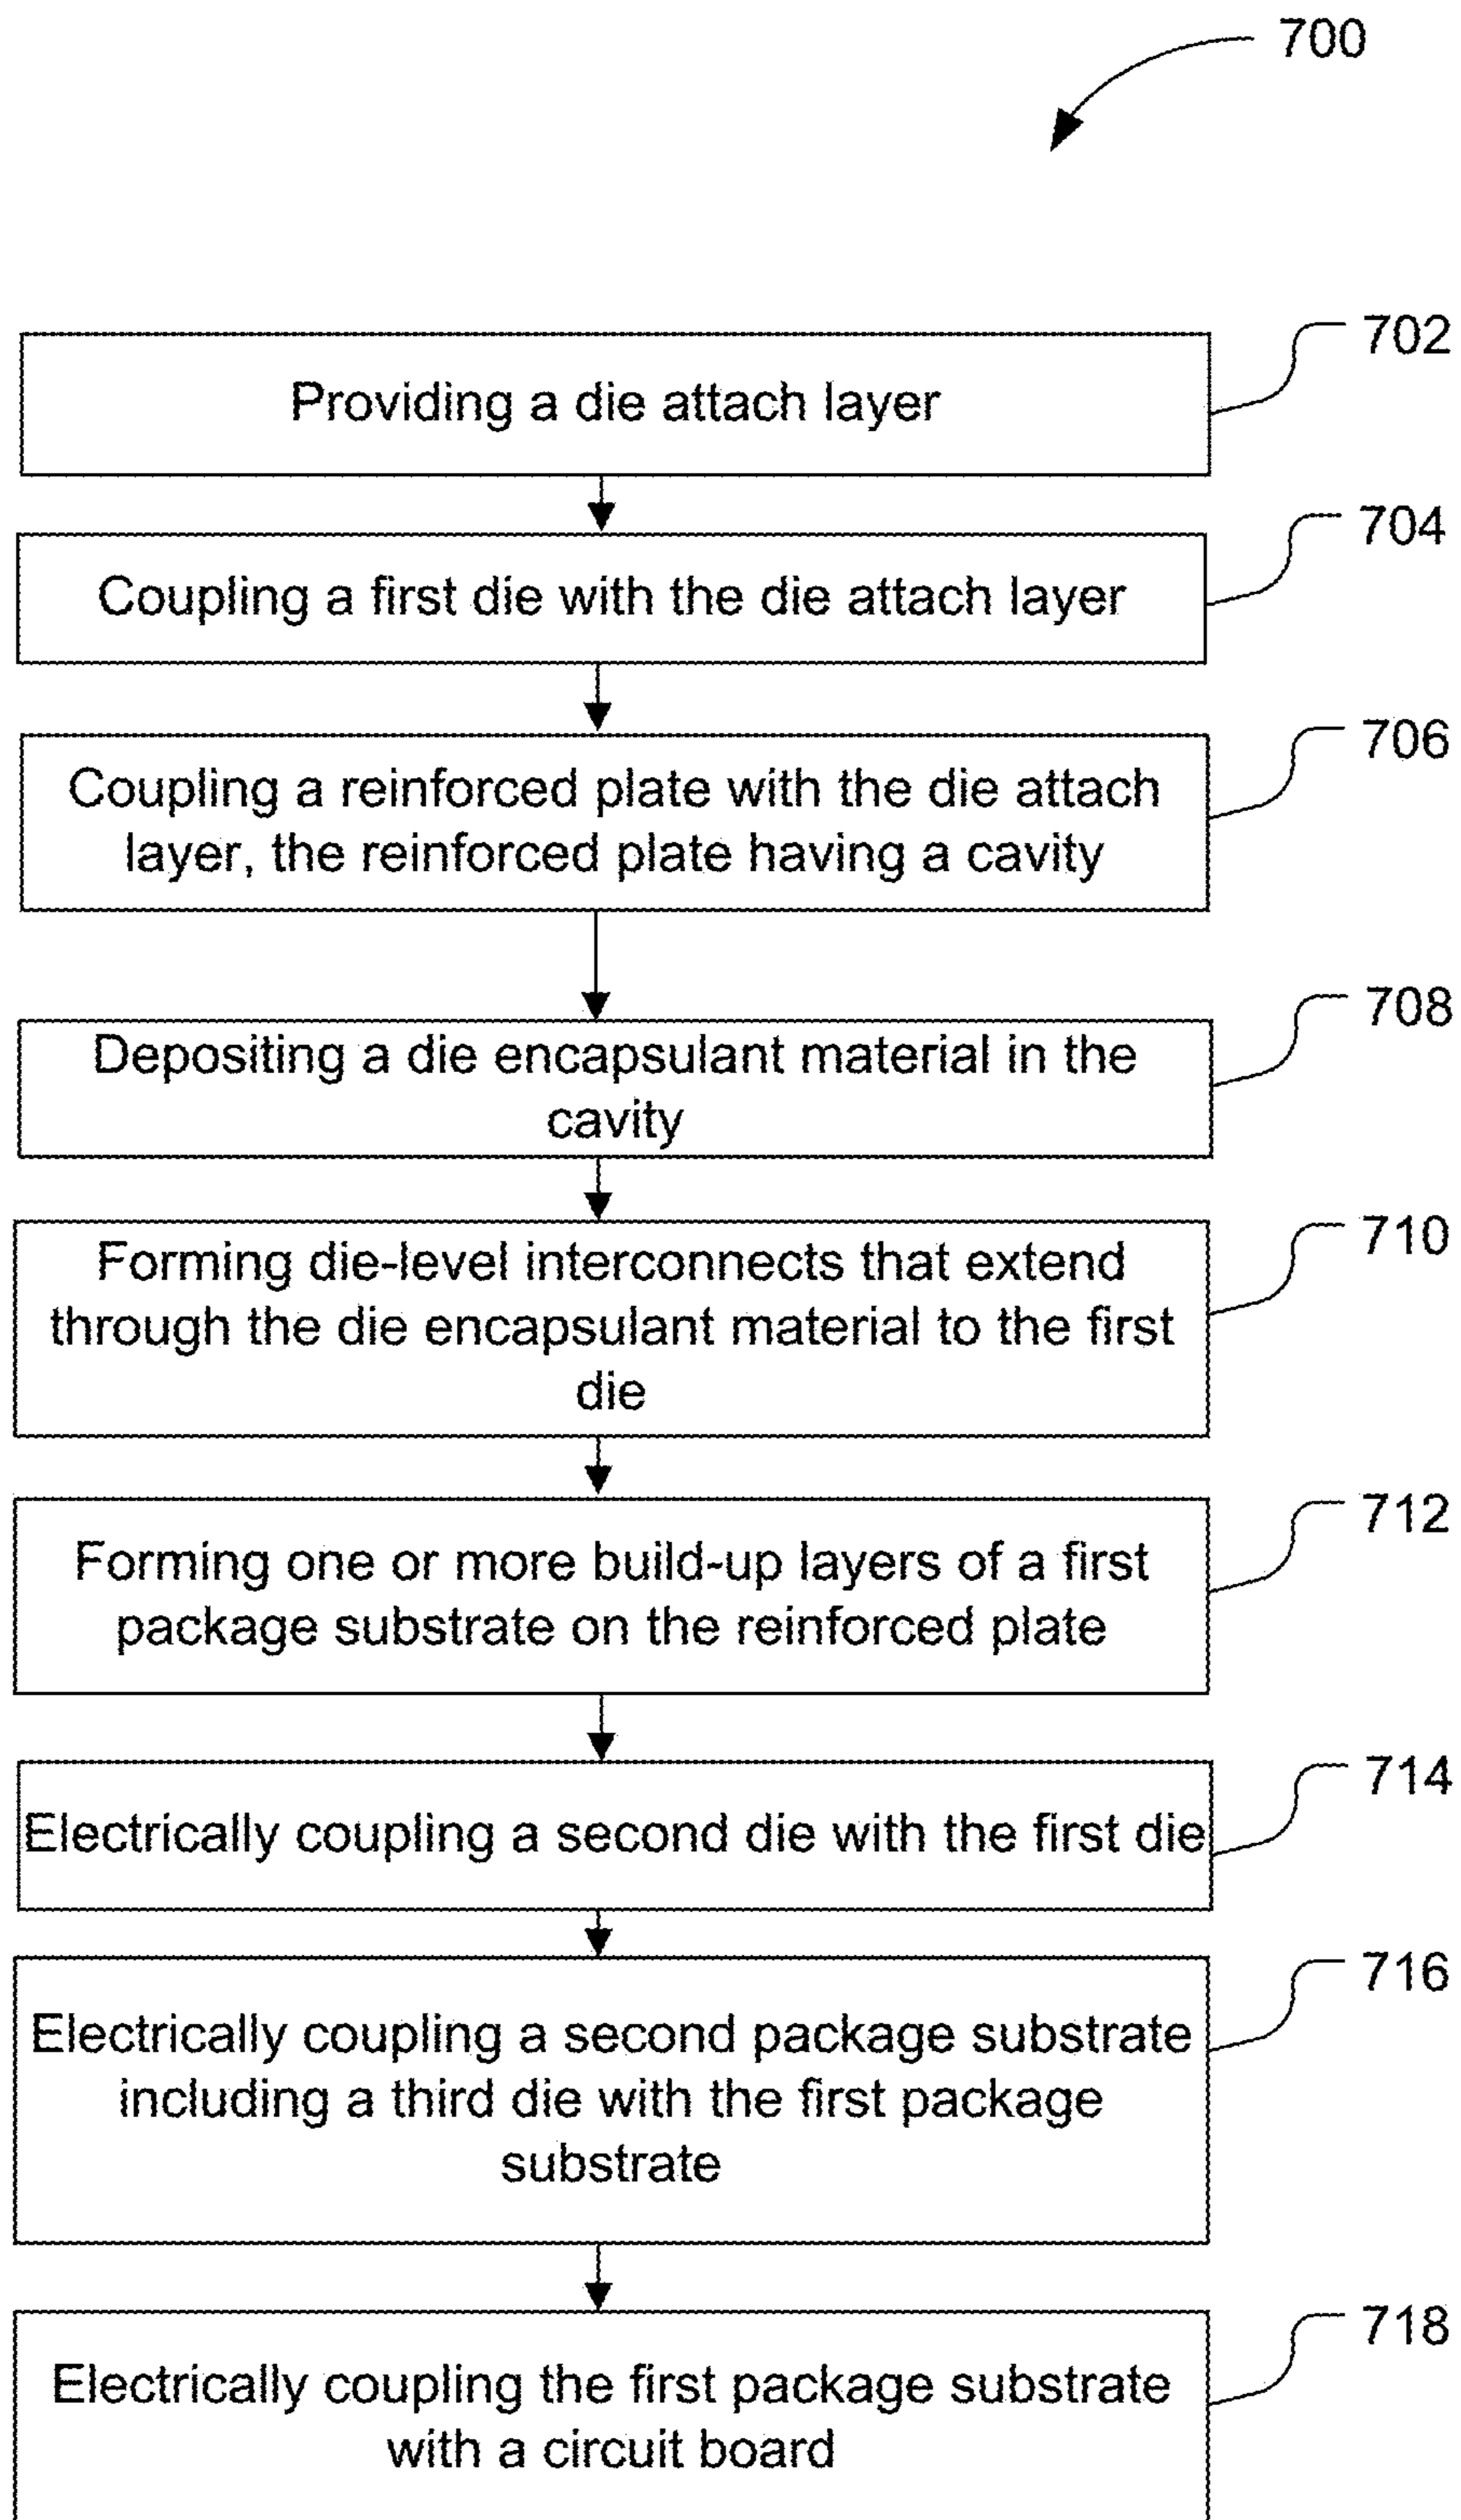 700
702
Providing a die attach layer
704
Coupling a first die with the die attach layer
706
Coupling a reinforced plate with the die attach
layer, the reinforced plate having a cavity
708
Depositing a die encapsulant material in the
cavity
710
Forming die-level interconnects that extend
through the die encapsulant material to the first
die
712
Forming one or more build-up layers of a first
package substrate on the reinforced plate
714
Electrically coupling a second die with the first die
716
Electrically coupling a second package substrate
including a third die with the first package
substrate
718
Electrically coupling the first package substrate
with a circuit board